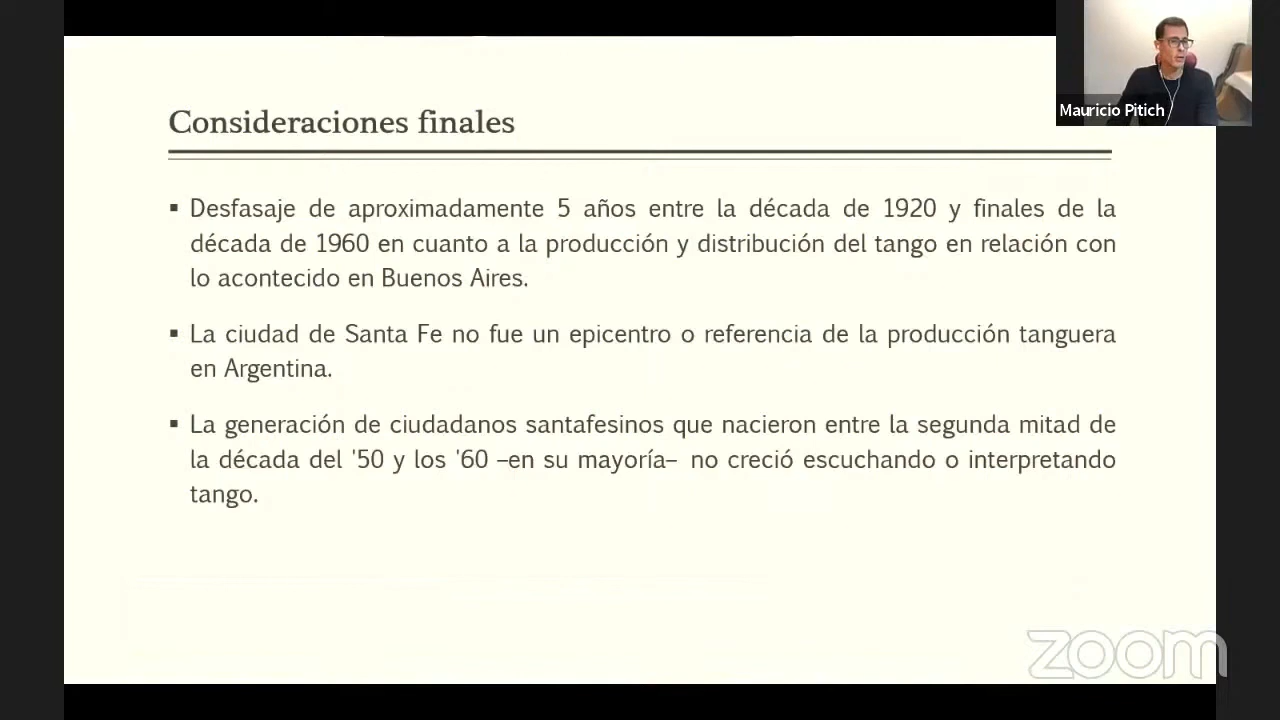 Consideraciones finales
Mauricio Pitich
▪ Desfasaje de aproximadamente 5 años entre la década de 1920 y finales de la
década de 1960 en cuanto a la producción y distribución del tango en relación con
lo acontecido en Buenos Aires.
▪ La ciudad de Santa Fe no fue un epicentro o referencia de la producción tanguera
en Argentina.
▪ La generación de ciudadanos santafesinos que nacieron entre la segunda mitad de
la década del '50 y los '60 –en su mayoría– no creció escuchando o interpretando
tango.
zoom